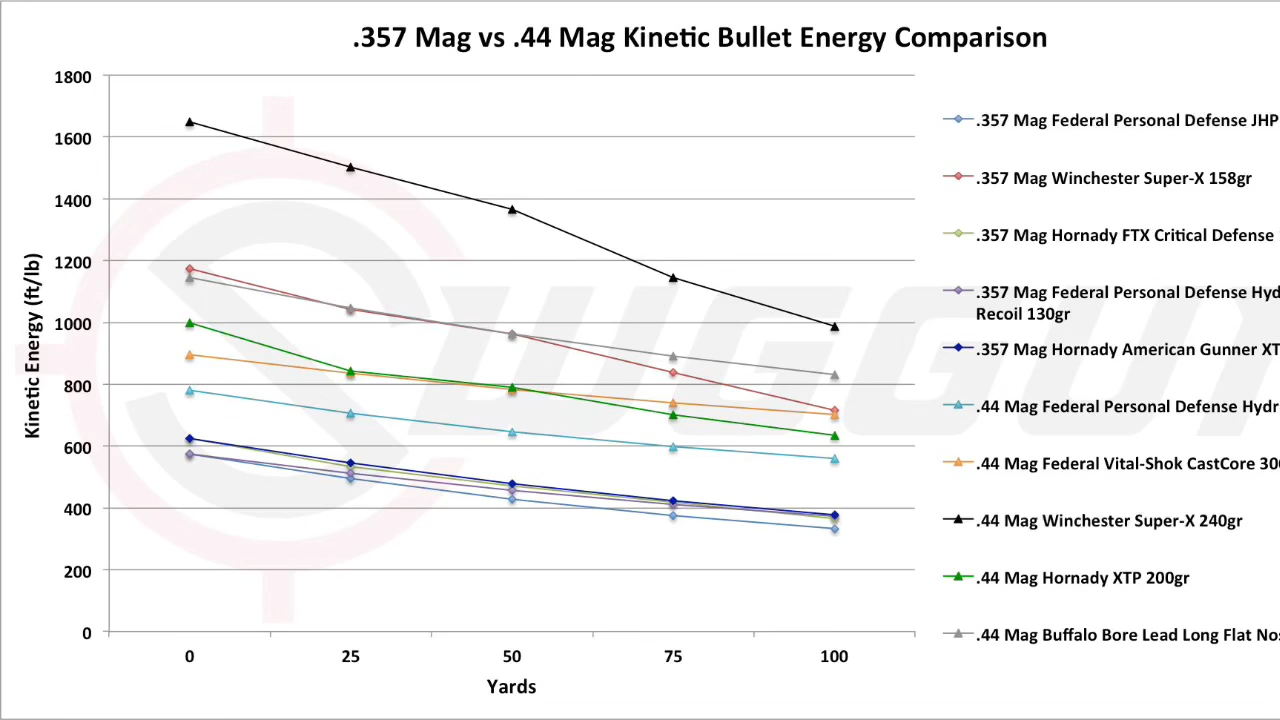 .357 Mag vs .44 Mag Kinetic Bullet Energy Comparison
1800
1600
1400
1200
1000
800
600
400
200
0
Kinetic Energy (ft/lb)
0 25 50 75 100
Yards
.357 Mag Federal Personal Defense JHP
.357 Mag Winchester Super-X 158gr
.357 Mag Hornady FTX Critical Defense
.357 Mag Federal Personal Defense Hyd
Recoil 130gr
.357 Mag Hornady American Gunner XT
.44 Mag Federal Personal Defense Hydr
.44 Mag Federal Vital-Shok CastCore 30
.44 Mag Winchester Super-X 240gr
.44 Mag Hornady XTP 200gr
.44 Mag Buffalo Bore Lead Long Flat No